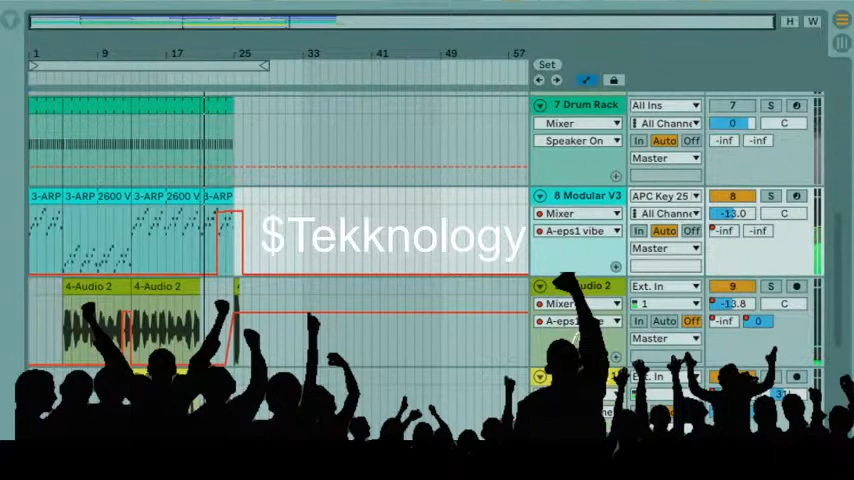 H W
1 9 17 25 33 41 49 57
Set
7 Drum Rack All Ins 7 S
Mixer All Channe 0 C
Speaker On In Auto Off -inf -inf
Master
3-ARP 3-ARP 2600 V 3-ARP 2600 V 3-ARP 8 Modular V3 APC Key 25 8 S
Mixer All Channe -13.0 C
$Tekknology A-eps1 vibe In Auto Off -inf -inf
Master
4-Audio 2 4-Audio 2 Audio 2 Ext. In 9 S
Mixer 1 -13.8 C
A-eps1 vibe In Auto Off -inf 0
Master
Ext. In S